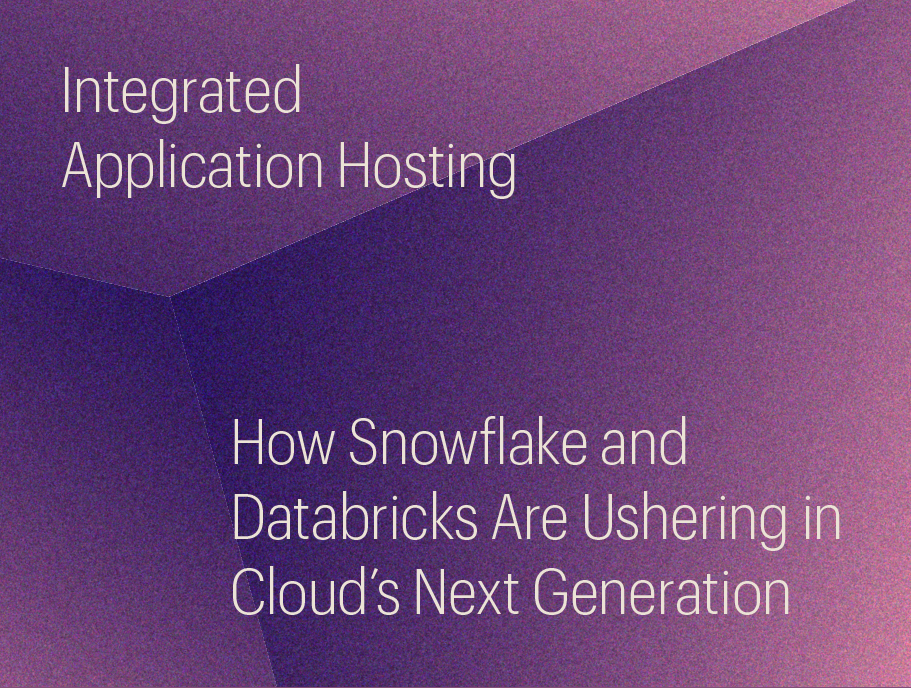 Integrated
Application Hosting
How Snowflake and
Databricks Are Ushering in
Cloud’s Next Generation